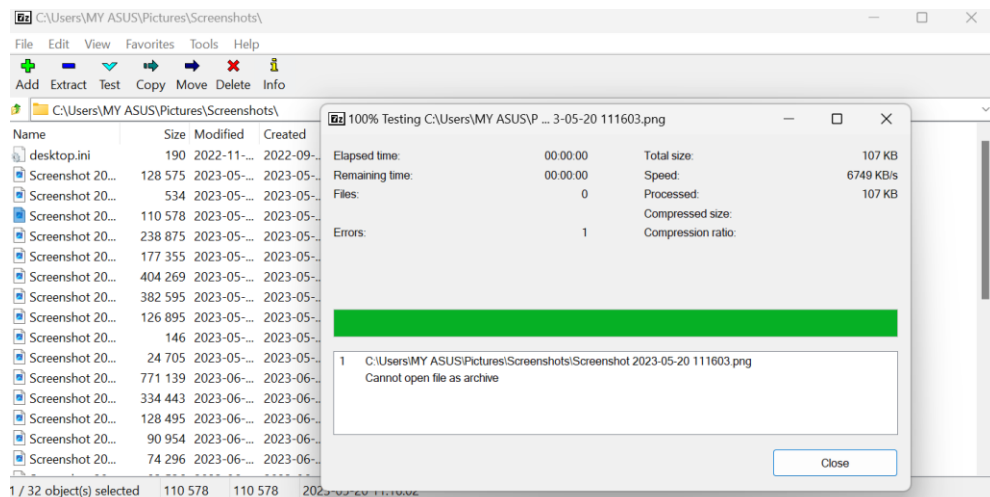 C:\Users\MY ASUS\Pictures\Screenshots\
File Edit View Favorites Tools Help
Add Extract Test Copy Move Delete Info
C:\Users\MY ASUS\Pictures\Screenshots\
Name Size Modified Created
desktop.ini 190 2022-11-... 2022-09-...
Screenshot 20... 128 575 2023-05-... 2023-05-...
Screenshot 20... 534 2023-05-... 2023-05-...
Screenshot 20... 110 578 2023-05-... 2023-05-...
Screenshot 20... 238 875 2023-05-... 2023-05-...
Screenshot 20... 177 355 2023-05-... 2023-05-...
Screenshot 20... 404 269 2023-05-... 2023-05-...
Screenshot 20... 382 595 2023-05-... 2023-05-...
Screenshot 20... 126 895 2023-05-... 2023-05-...
Screenshot 20... 146 2023-05-... 2023-05-...
Screenshot 20... 24 705 2023-05-... 2023-05-...
Screenshot 20... 771 139 2023-06-... 2023-06-...
Screenshot 20... 334 443 2023-06-... 2023-06-...
Screenshot 20... 128 495 2023-06-... 2023-06-...
Screenshot 20... 90 954 2023-06-... 2023-06-...
Screenshot 20... 74 296 2023-06-... 2023-06-...
1 / 32 object(s) selected 110 578 110 578
100% Testing C:\Users\MY ASUS\P ... 3-05-20 111603.png
Elapsed time: 00:00:00 Total size: 107 KB
Remaining time: 00:00:00 Speed: 6749 KB/s
Files: 0 Processed: 107 KB
Compressed size:
Errors: 1 Compression ratio:
1 C:\Users\MY ASUS\Pictures\Screenshots\Screenshot 2023-05-20 111603.png
Cannot open file as archive
Close